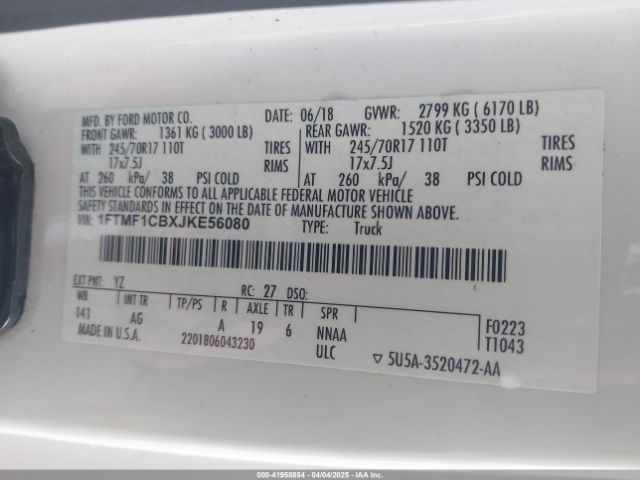 MFD. BY FORD MOTOR CO. DATE: 06/18 GVWR: 2799 KG ( 6170 LB)
FRONT GAWR: 1361 KG ( 3000 LB) REAR GAWR: 1520 KG ( 3350 LB)
WITH 245/70R17 110T TIRES WITH 245/70R17 110T TIRES
17x7.5J RIMS 17x7.5J RIMS
AT 260 kPa/ 38 PSI COLD AT 260 kPa/ 38 PSI COLD
THIS VEHICLE CONFORMS TO ALL APPLICABLE FEDERAL MOTOR VEHICLE
SAFETY STANDARDS IN EFFECT ON THE DATE OF MANUFACTURE SHOWN ABOVE.
VIN: 1FTMF1CBXJKE56080 TYPE: Truck
EXT PNT: YZ RC: 27 DSO:
WB INT TR TP/PS R AXLE TR SPR
141 AG A 19 6 NNAA F0223
MADE IN U.S.A. 2201806043230 ULC ▽ 5U5A-3520472-AA T1043
000-41958854 | 04/04/2025 | IAA Inc.